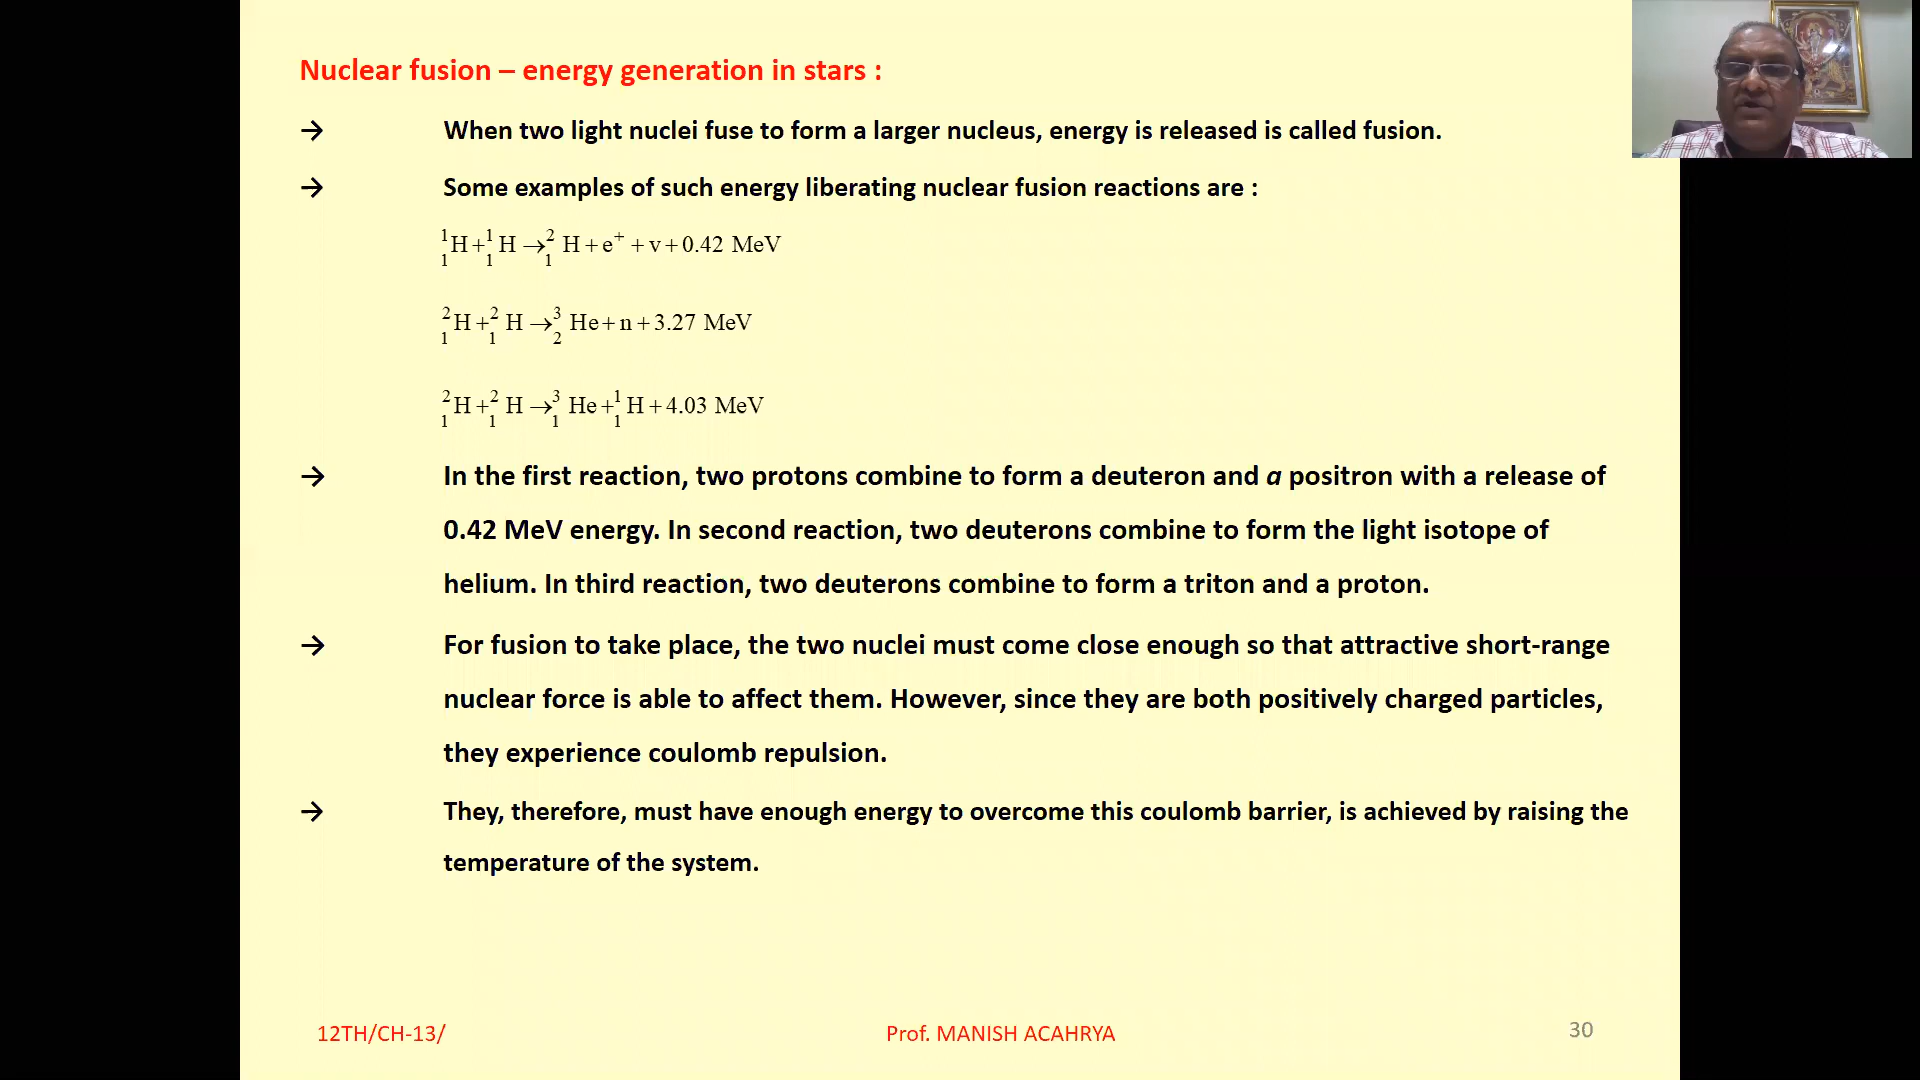 Nuclear fusion – energy generation in stars :
→ When two light nuclei fuse to form a larger nucleus, energy is released is called fusion.
→ Some examples of such energy liberating nuclear fusion reactions are :
¹₁H + ¹₁H → ²₁H + e⁺ + ν + 0.42 MeV
²₁H + ²₁H → ³₂He + n + 3.27 MeV
²₁H + ²₁H → ³₁He + ¹₁H + 4.03 MeV
→ In the first reaction, two protons combine to form a deuteron and a positron with a release of
0.42 MeV energy. In second reaction, two deuterons combine to form the light isotope of
helium. In third reaction, two deuterons combine to form a triton and a proton.
→ For fusion to take place, the two nuclei must come close enough so that attractive short-range
nuclear force is able to affect them. However, since they are both positively charged particles,
they experience coulomb repulsion.
→ They, therefore, must have enough energy to overcome this coulomb barrier, is achieved by raising the
temperature of the system.
12TH/CH-13/ Prof. MANISH ACAHRYA 30